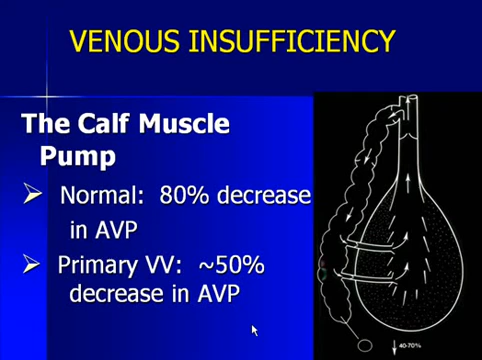 VENOUS INSUFFICIENCY
The Calf Muscle
Pump
Normal: 80% decrease
in AVP
Primary VV: ~50%
decrease in AVP
40-70%